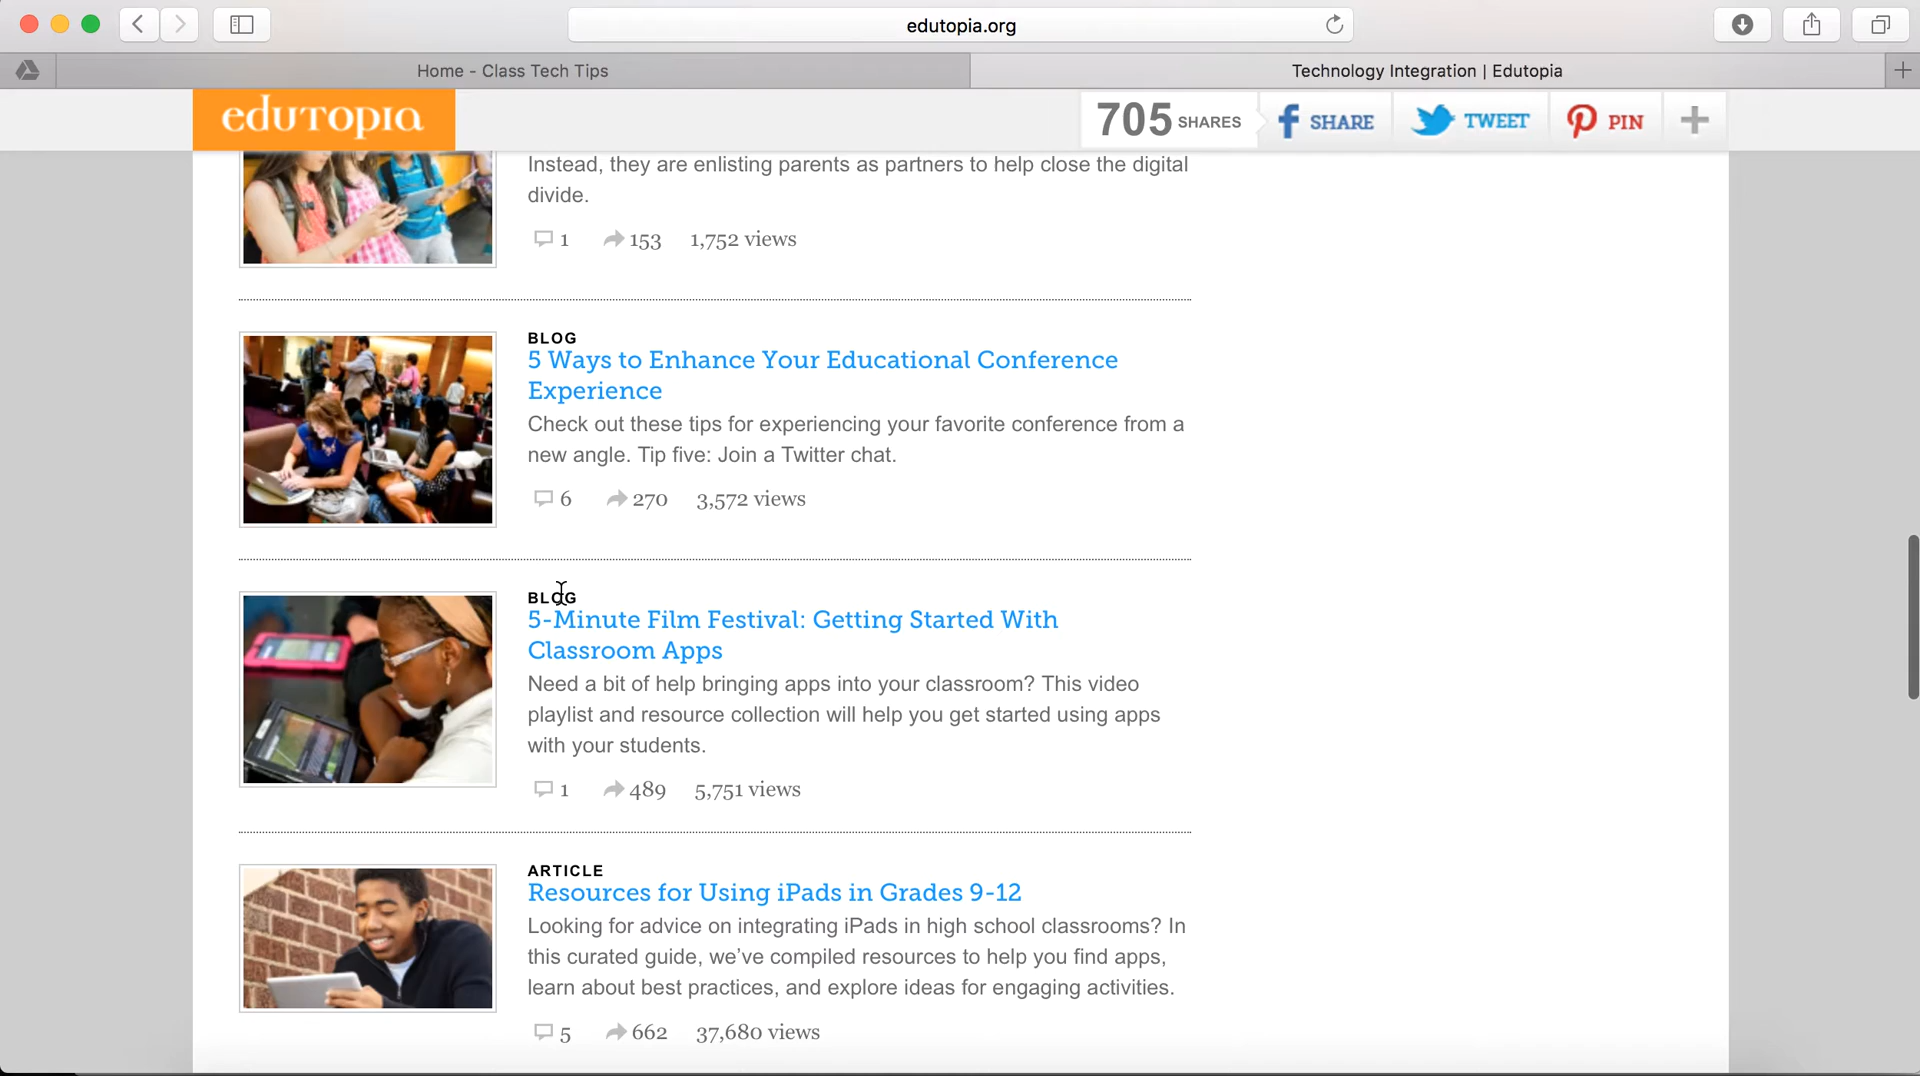 edutopia.org
Home - Class Tech Tips
Technology Integration | Edutopia
edutopia
705 SHARES
SHARE
TWEET
PIN
Instead, they are enlisting parents as partners to help close the digital
divide.
1 153 1,752 views
BLOG
5 Ways to Enhance Your Educational Conference
Experience
Check out these tips for experiencing your favorite conference from a
new angle. Tip five: Join a Twitter chat.
6 270 3,572 views
BLOG
5-Minute Film Festival: Getting Started With
Classroom Apps
Need a bit of help bringing apps into your classroom? This video
playlist and resource collection will help you get started using apps
with your students.
1 489 5,751 views
ARTICLE
Resources for Using iPads in Grades 9-12
Looking for advice on integrating iPads in high school classrooms? In
this curated guide, we've compiled resources to help you find apps,
learn about best practices, and explore ideas for engaging activities.
5 662 37,680 views